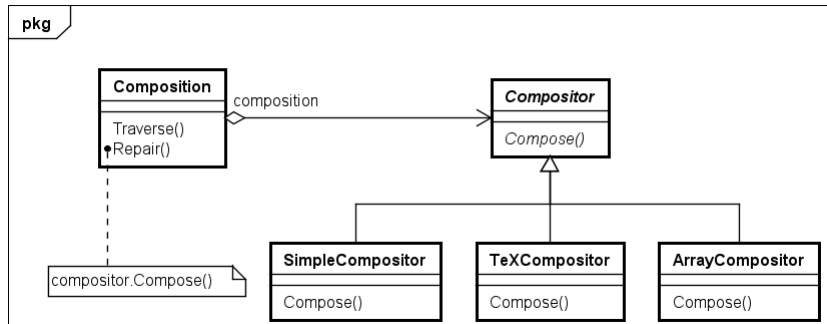 pkg
Composition
Traverse()
Repair()
composition
Compositor
Compose()
compositor.Compose()
SimpleCompositor
Compose()
TeXCompositor
Compose()
ArrayCompositor
Compose()